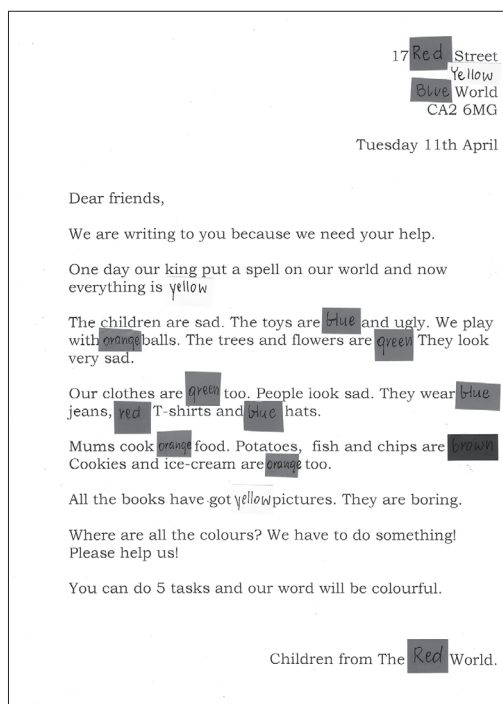 17 Red Street
Yellow
Blue World
CA2 6MG
Tuesday 11th April
Dear friends,
We are writing to you because we need your help.
One day our king put a spell on our world and now
everything is yellow
The children are sad. The toys are blue and ugly. We play
with orange balls. The trees and flowers are green They look
very sad.
Our clothes are green too. People iook sad. They wear blue
jeans, red T-shirts and blue hats.
Mums cook orange food. Potatoes, fish and chips are brown
Cookies and ice-cream are orange too.
All the books have got yellow pictures. They are boring.
Where are all the colours? We have to do something!
Please help us!
You can do 5 tasks and our word will be colourful.
Children from The Red World.